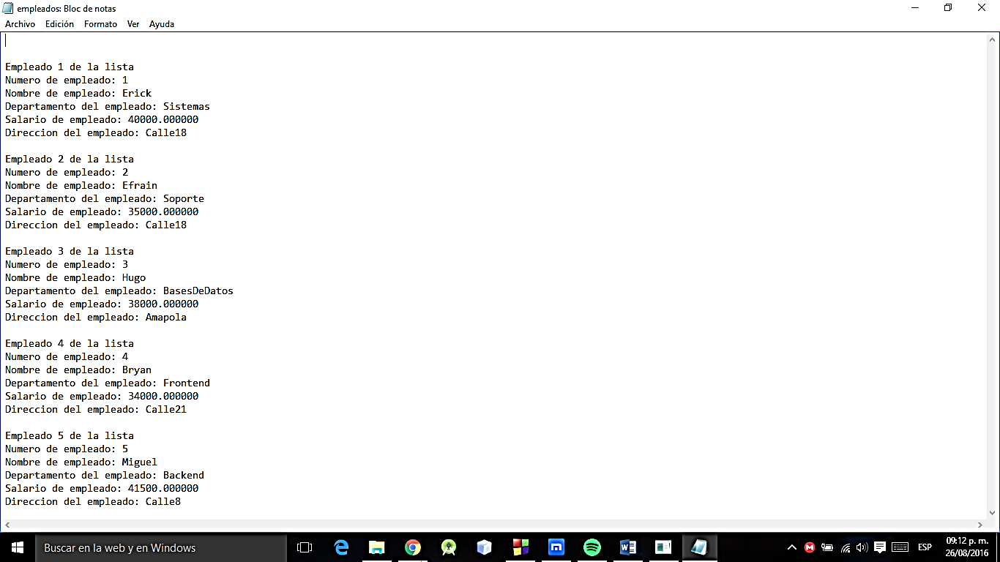 empleados: Bloc de notas
Archivo Edición Formato Ver Ayuda
Empleado 1 de la lista
Numero de empleado: 1
Nombre de empleado: Erick
Departamento del empleado: Sistemas
Salario de empleado: 40000.000000
Direccion del empleado: Calle18
Empleado 2 de la lista
Numero de empleado: 2
Nombre de empleado: Efrain
Departamento del empleado: Soporte
Salario de empleado: 35000.000000
Direccion del empleado: Calle18
Empleado 3 de la lista
Numero de empleado: 3
Nombre de empleado: Hugo
Departamento del empleado: BasesDeDatos
Salario de empleado: 38000.000000
Direccion del empleado: Amapola
Empleado 4 de la lista
Numero de empleado: 4
Nombre de empleado: Bryan
Departamento del empleado: Frontend
Salario de empleado: 34000.000000
Direccion del empleado: Calle21
Empleado 5 de la lista
Numero de empleado: 5
Nombre de empleado: Miguel
Departamento del empleado: Backend
Salario de empleado: 41500.000000
Direccion del empleado: Calle8
Buscar en la web y en Windows
ESP
09:12 p. m.
26/08/2016